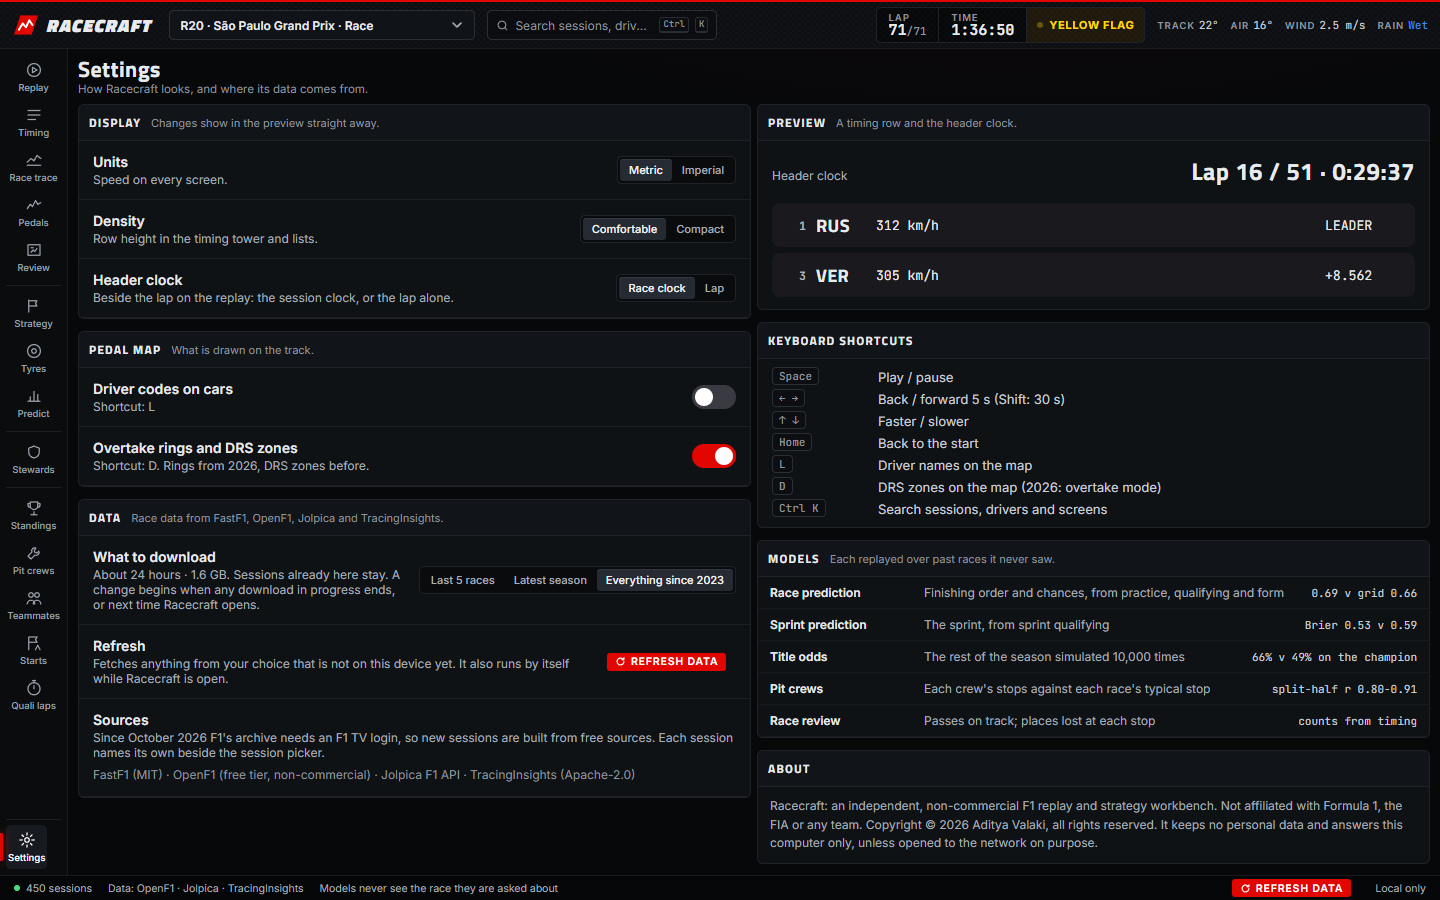 RACECRAFT
R20 · São Paulo Grand Prix · Race
Search sessions, driv... Ctrl K
LAP 71/71
TIME 1:36:50
YELLOW FLAG
TRACK 22° AIR 16° WIND 2.5 m/s RAIN Wet
Replay
Timing
Race trace
Pedals
Review
Strategy
Tyres
Predict
Stewards
Standings
Pit crews
Teammates
Starts
Quali laps
Settings
Settings
How Racecraft looks, and where its data comes from.
DISPLAY Changes show in the preview straight away.
Units
Speed on every screen.
Metric Imperial
Density
Row height in the timing tower and lists.
Comfortable Compact
Header clock
Beside the lap on the replay: the session clock, or the lap alone.
Race clock Lap
PEDAL MAP What is drawn on the track.
Driver codes on cars
Shortcut: L
Overtake rings and DRS zones
Shortcut: D. Rings from 2026, DRS zones before.
DATA Race data from FastF1, OpenF1, Jolpica and TracingInsights.
What to download
About 24 hours · 1.6 GB. Sessions already here stay. A
change begins when any download in progress ends,
or next time Racecraft opens.
Last 5 races Latest season Everything since 2023
Refresh
Fetches anything from your choice that is not on this device yet. It also runs by itself
while Racecraft is open.
REFRESH DATA
Sources
Since October 2026 F1's archive needs an F1 TV login, so new sessions are built from free sources. Each session
names its own beside the session picker.
FastF1 (MIT) · OpenF1 (free tier, non-commercial) · Jolpica F1 API · TracingInsights (Apache-2.0)
PREVIEW A timing row and the header clock.
Header clock Lap 16 / 51 · 0:29:37
1 RUS 312 km/h LEADER
3 VER 305 km/h +8.562
KEYBOARD SHORTCUTS
Space Play / pause
← → Back / forward 5 s (Shift: 30 s)
↑ ↓ Faster / slower
Home Back to the start
L Driver names on the map
D DRS zones on the map (2026: overtake mode)
Ctrl K Search sessions, drivers and screens
MODELS Each replayed over past races it never saw.
Race prediction Finishing order and chances, from practice, qualifying and form 0.69 v grid 0.66
Sprint prediction The sprint, from sprint qualifying Brier 0.53 v 0.59
Title odds The rest of the season simulated 10,000 times 66% v 49% on the champion
Pit crews Each crew's stops against each race's typical stop split-half r 0.80-0.91
Race review Passes on track; places lost at each stop counts from timing
ABOUT
Racecraft: an independent, non-commercial F1 replay and strategy workbench. Not affiliated with Formula 1, the
FIA or any team. Copyright © 2026 Aditya Valaki, all rights reserved. It keeps no personal data and answers this
computer only, unless opened to the network on purpose.
450 sessions Data: OpenF1 · Jolpica · TracingInsights Models never see the race they are asked about
REFRESH DATA Local only